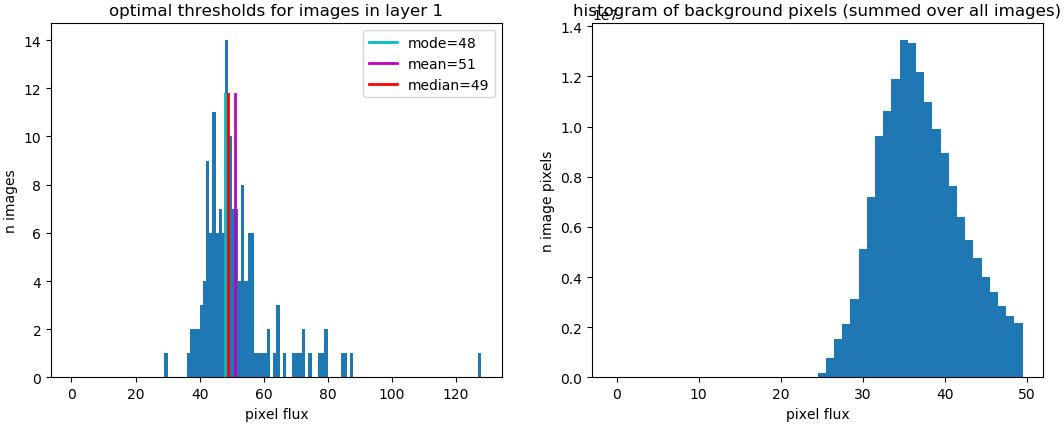 optimal thresholds for images in layer 1
14
12
10
8
6
4
2
0
n images
mode=48
mean=51
median=49
0 20 40 60 80 100 120
pixel flux
histogram of background pixels (summed over all images)
1e7
1.4
1.2
1.0
0.8
0.6
0.4
0.2
0.0
n image pixels
0 10 20 30 40 50
pixel flux